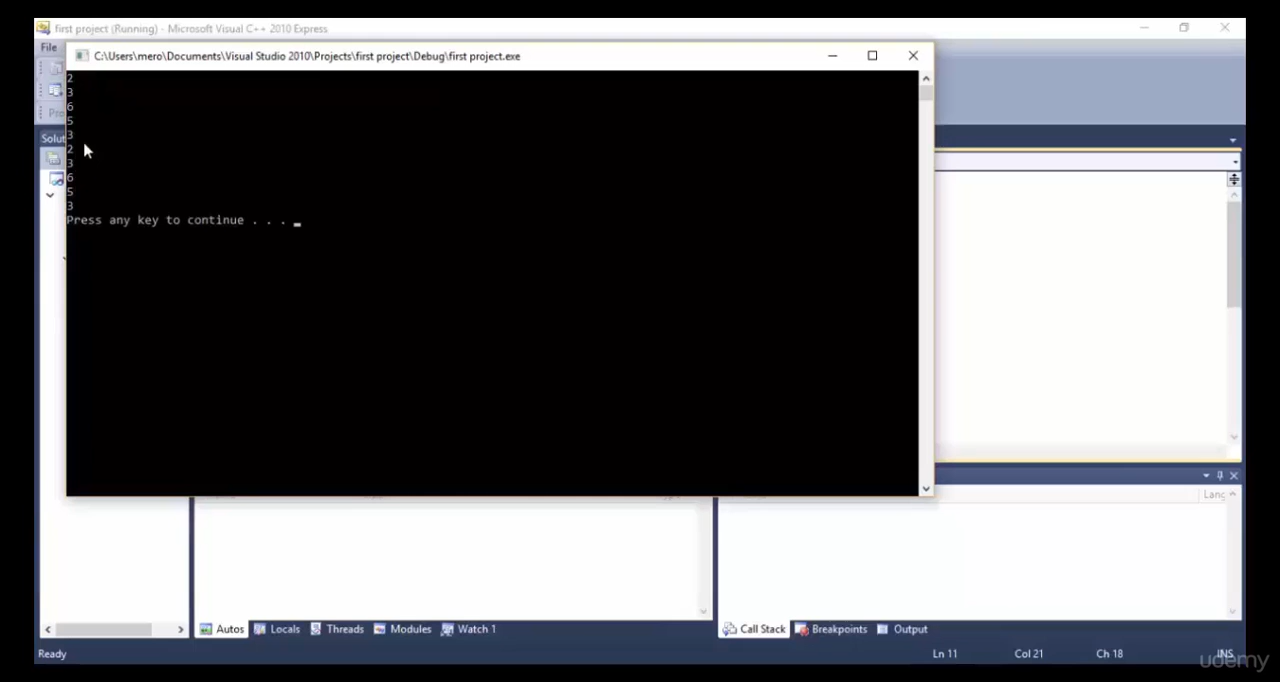 first project (Running) - Microsoft Visual C++ 2010 Express
File
C:\Users\mero\Documents\Visual Studio 2010\Projects\first project\Debug\first project.exe
2
3
6
5
3
2
3
6
5
3
Press any key to continue . . . _
Solut
Lang
Autos Locals Threads Modules Watch 1
Call Stack Breakpoints Output
Ready Ln 11 Col 21 Ch 18 INS
udemy